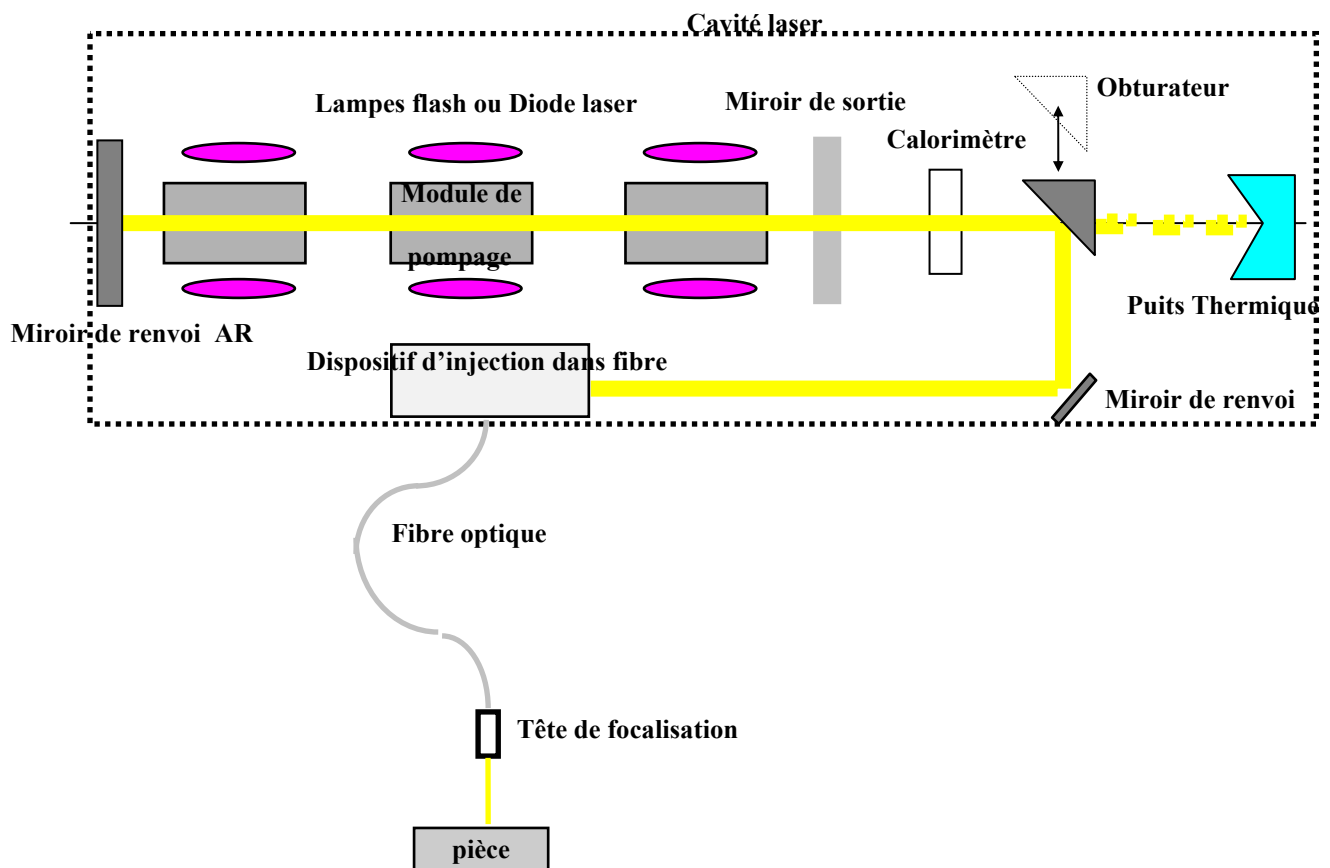 Cavité laser
Obturateur
Lampes flash ou Diode laser
Miroir de sortie
Calorimètre
Module de
pompage
Puits Thermique
Miroir de renvoi AR
Dispositif d'injection dans fibre
Miroir de renvoi
Fibre optique
Tête de focalisation
pièce